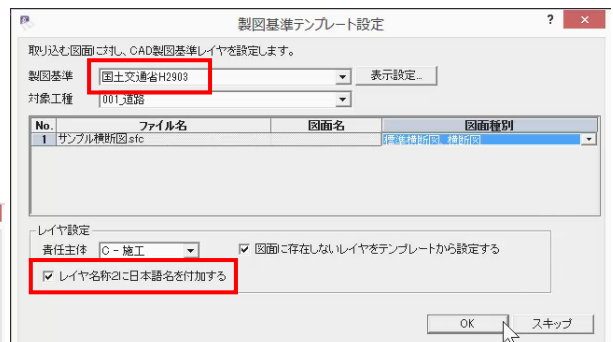 製図基準テンプレート設定
? ×
取り込む図面に対し、CAD製図基準レイヤを設定します。
製図基準 国土交通省H2903 表示設定...
対象工種 001_道路
No. ファイル名 図面名 図面種別
1 サンプル横断図.sfc 標準横断図、横断図
レイヤ設定
責任主体 C - 施工 図面に存在しないレイヤをテンプレートから設定する
レイヤ名称2に日本語名を付加する
OK スキップ